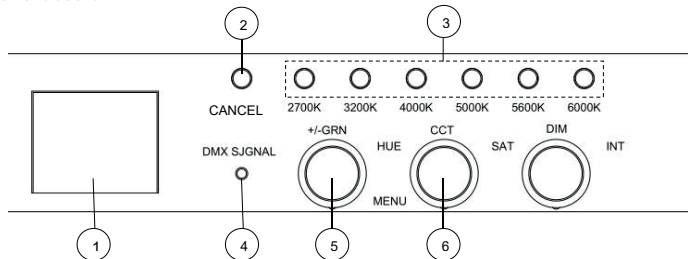 2
3
CANCEL
2700K 3200K 4000K 5000K 5600K 6000K
+/-GRN CCT DIM
DMX SJGNAL
HUE SAT INT
MENU
1 4 5 6